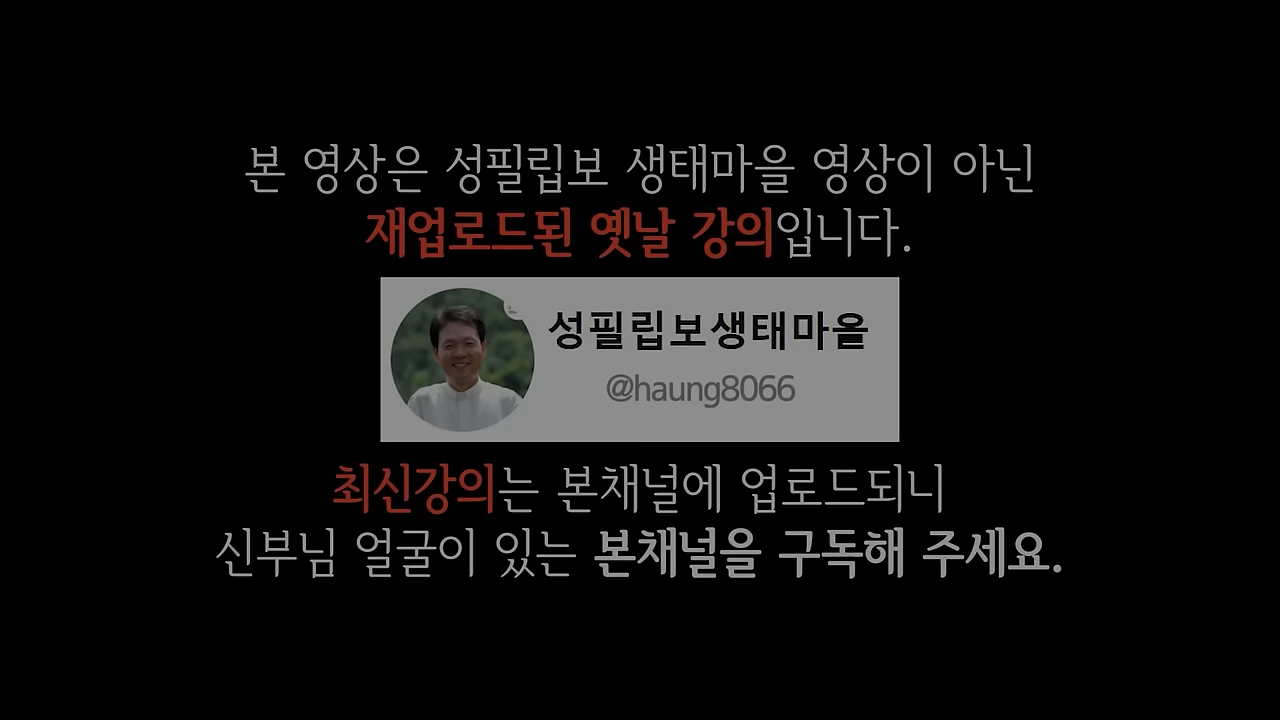 본 영상은 성필립보 생태마을 영상이 아닌
재업로드된 옛날 강의입니다.
성필립보생태마을
@haung8066
최신강의는 본채널에 업로드되니
신부님 얼굴이 있는 본채널을 구독해 주세요.